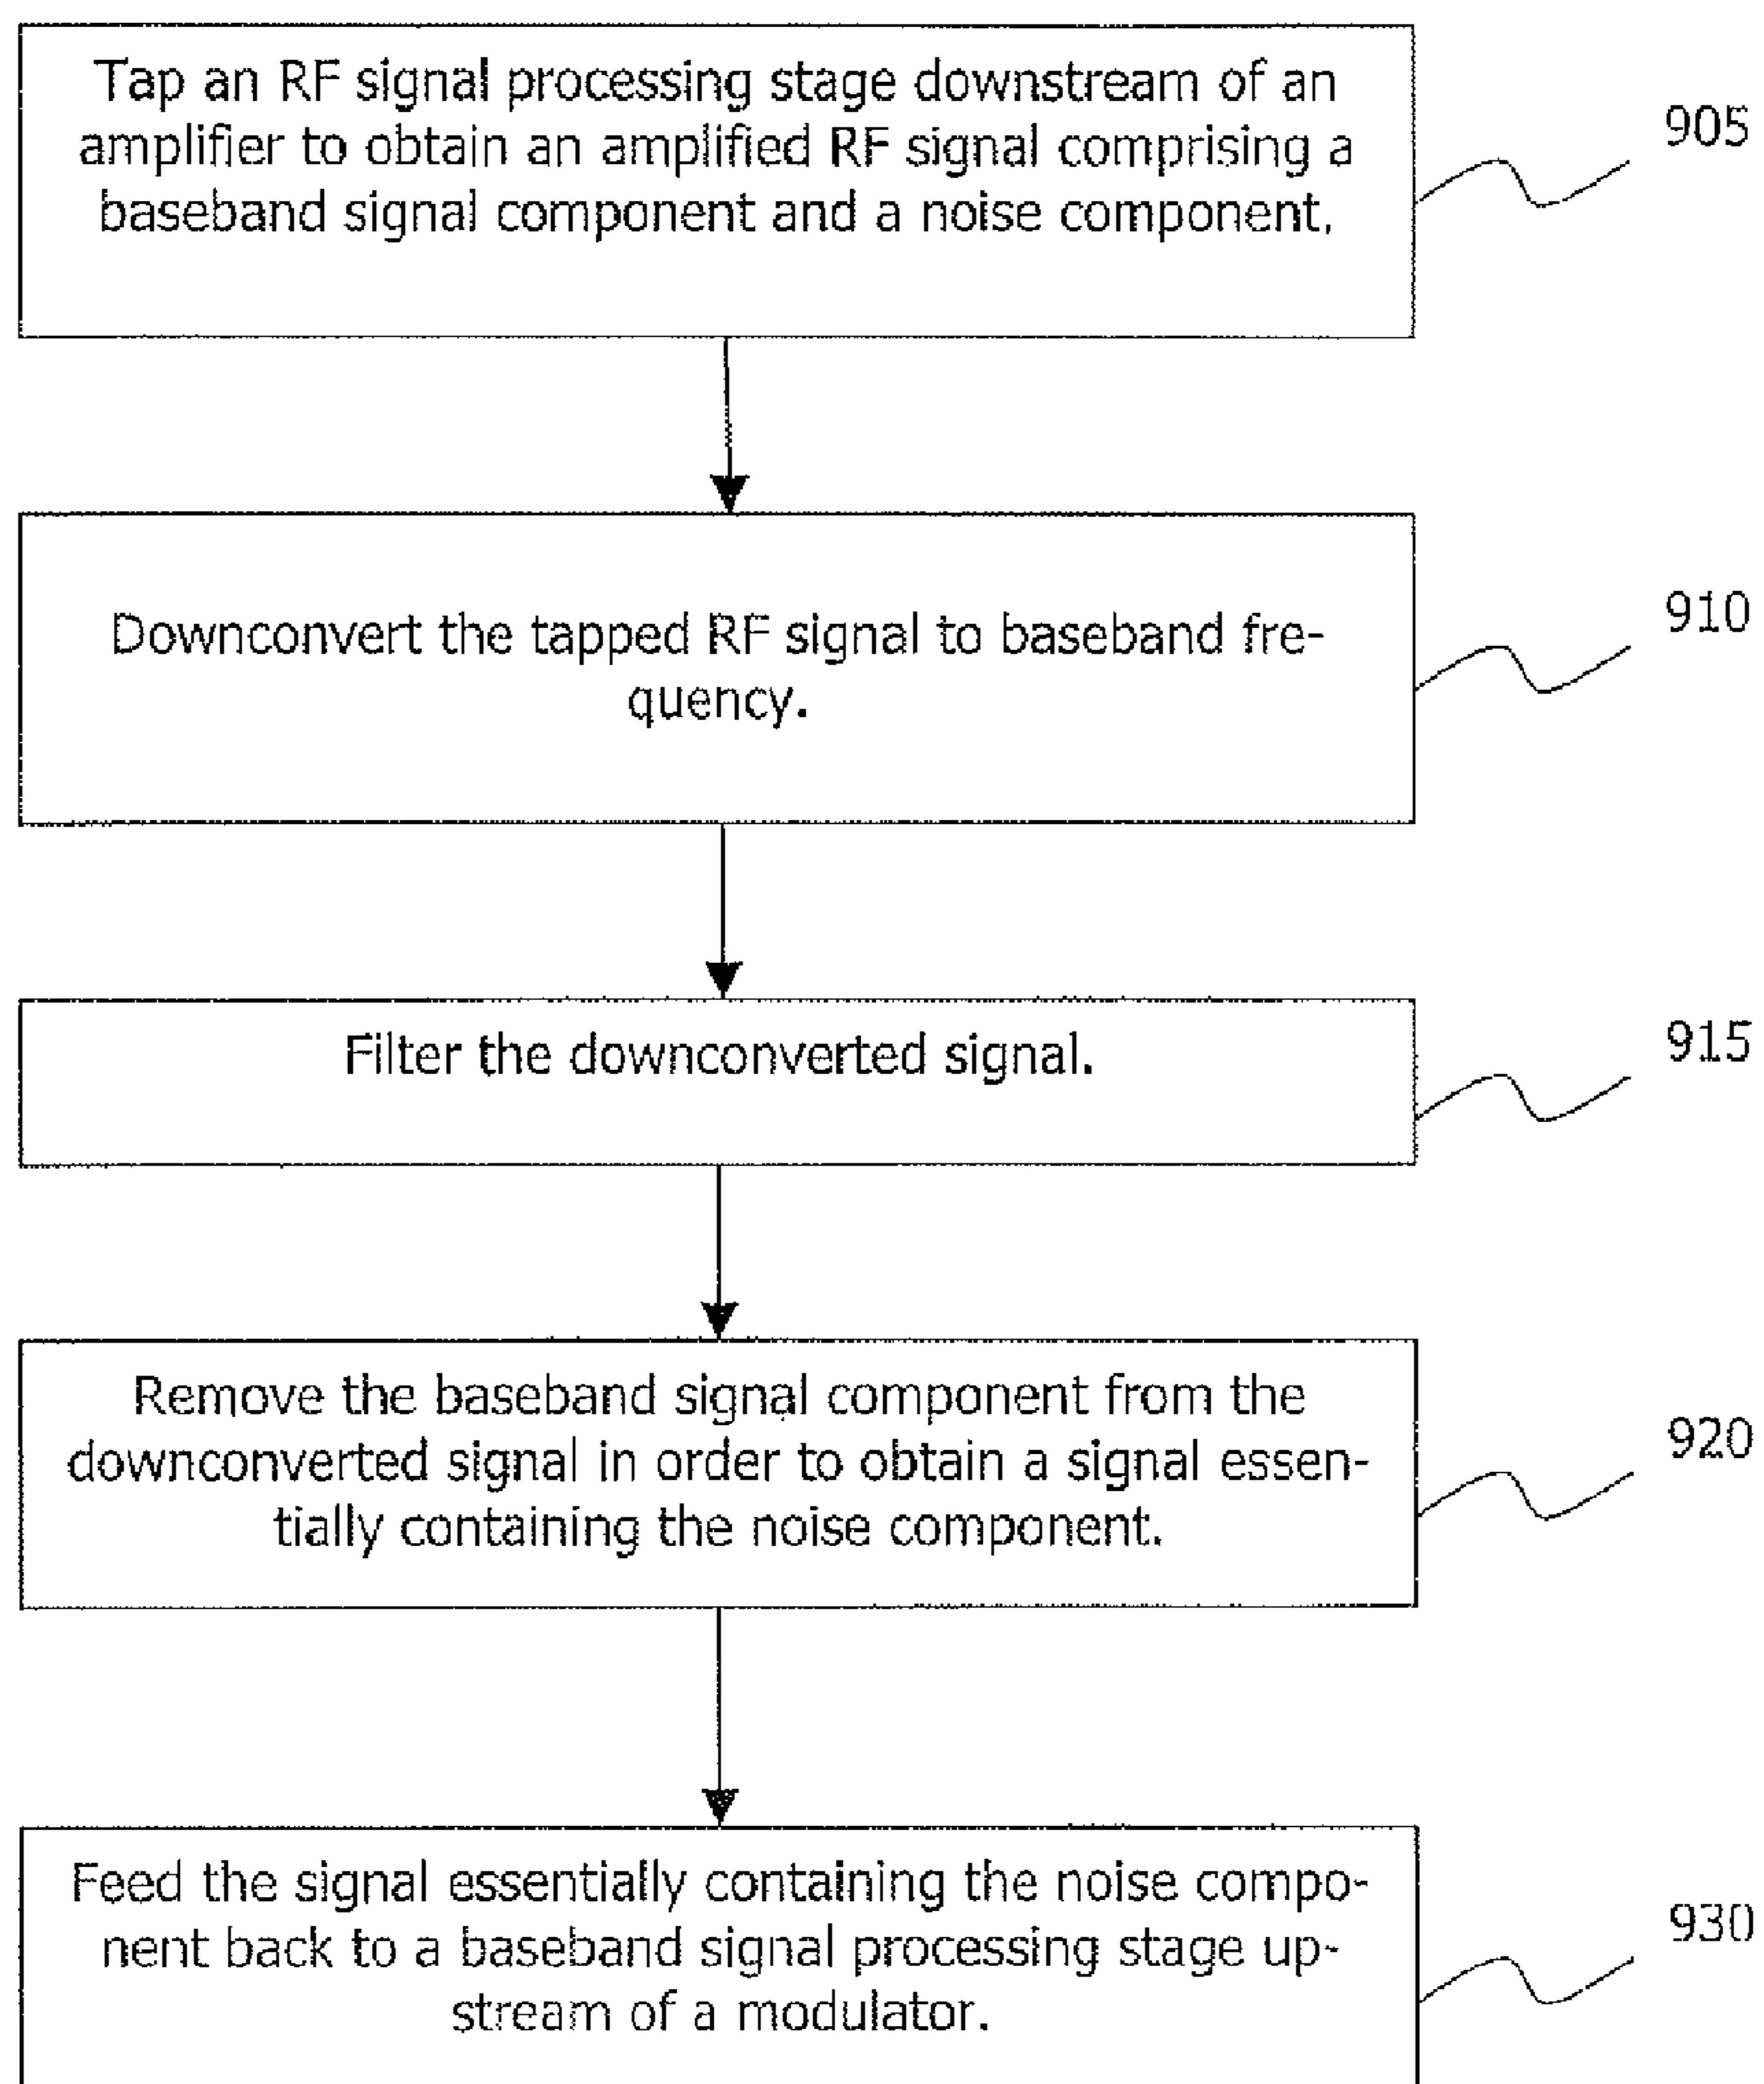 Tap an RF signal processing stage downstream of an
amplifier to obtain an amplified RF signal comprising a
baseband signal component and a noise component.
905
Downconvert the tapped RF signal to baseband fre-
quency.
910
Filter the downconverted signal.
915
Remove the baseband signal component from the
downconverted signal in order to obtain a signal essen-
tially containing the noise component.
920
Feed the signal essentially containing the noise compo-
nent back to a baseband signal processing stage up-
stream of a modulator.
930